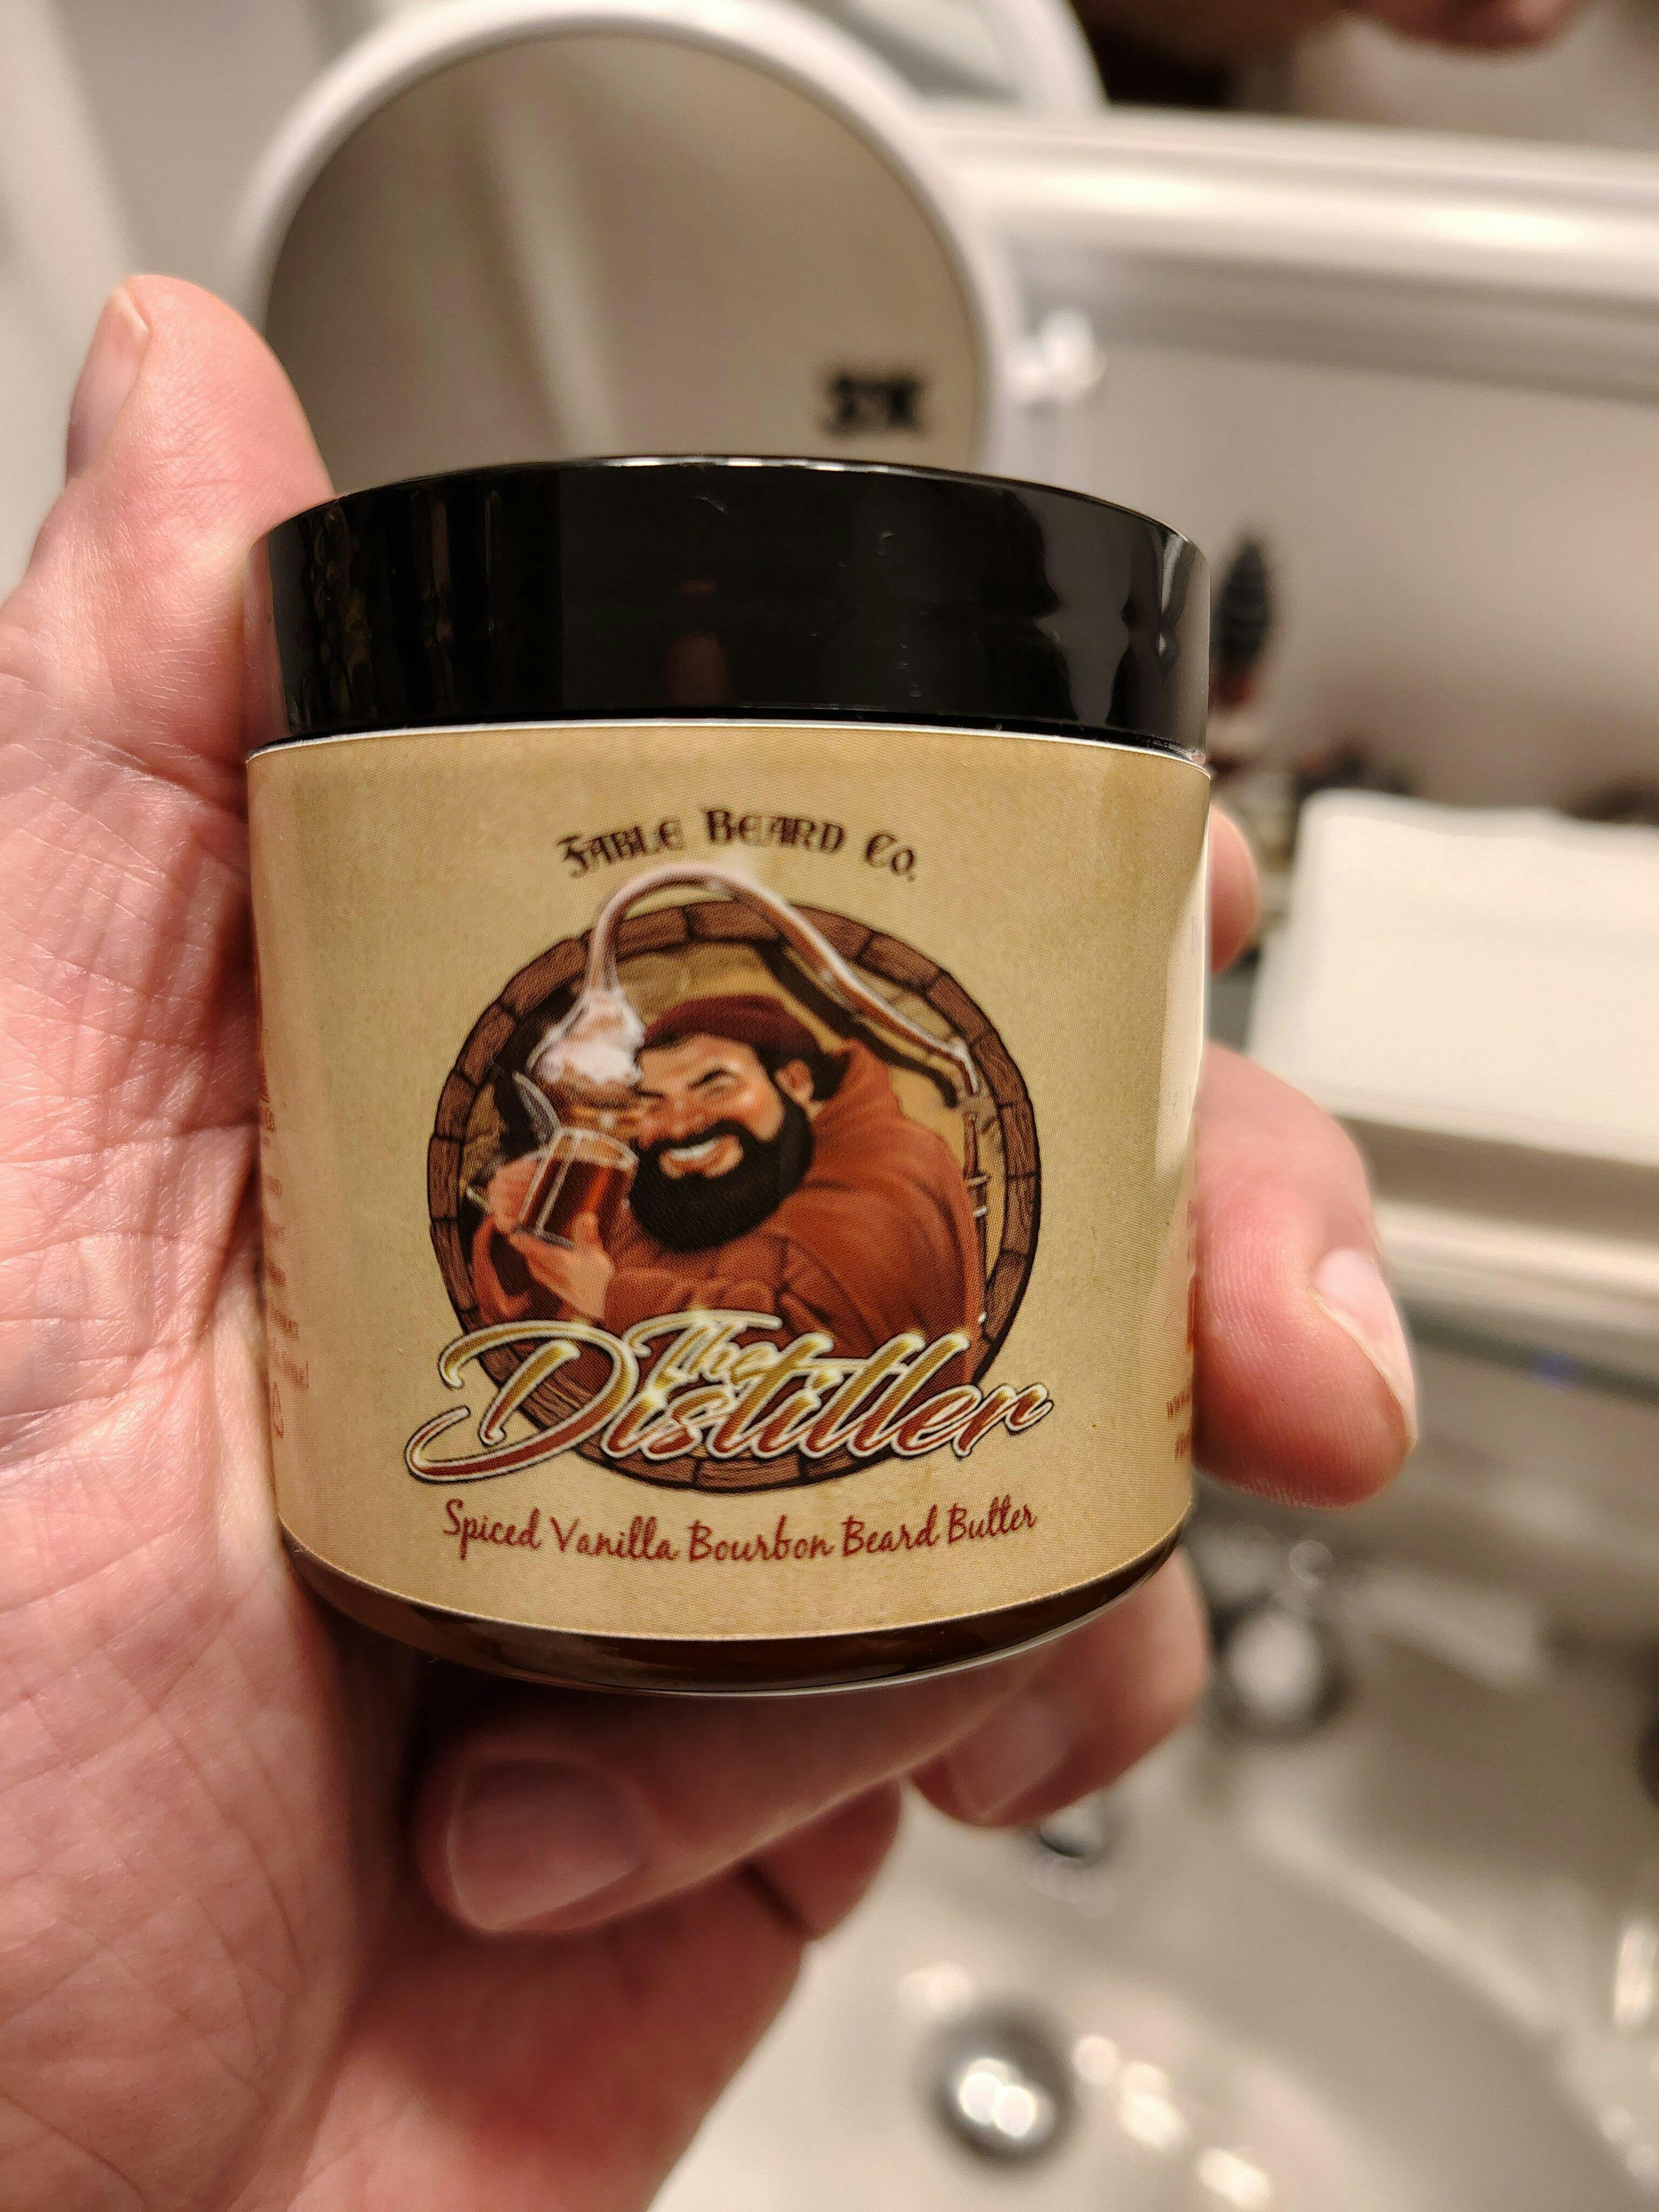 Fable Beard Co.
The
Distiller
Spiced Vanilla Bourbon Beard Butter